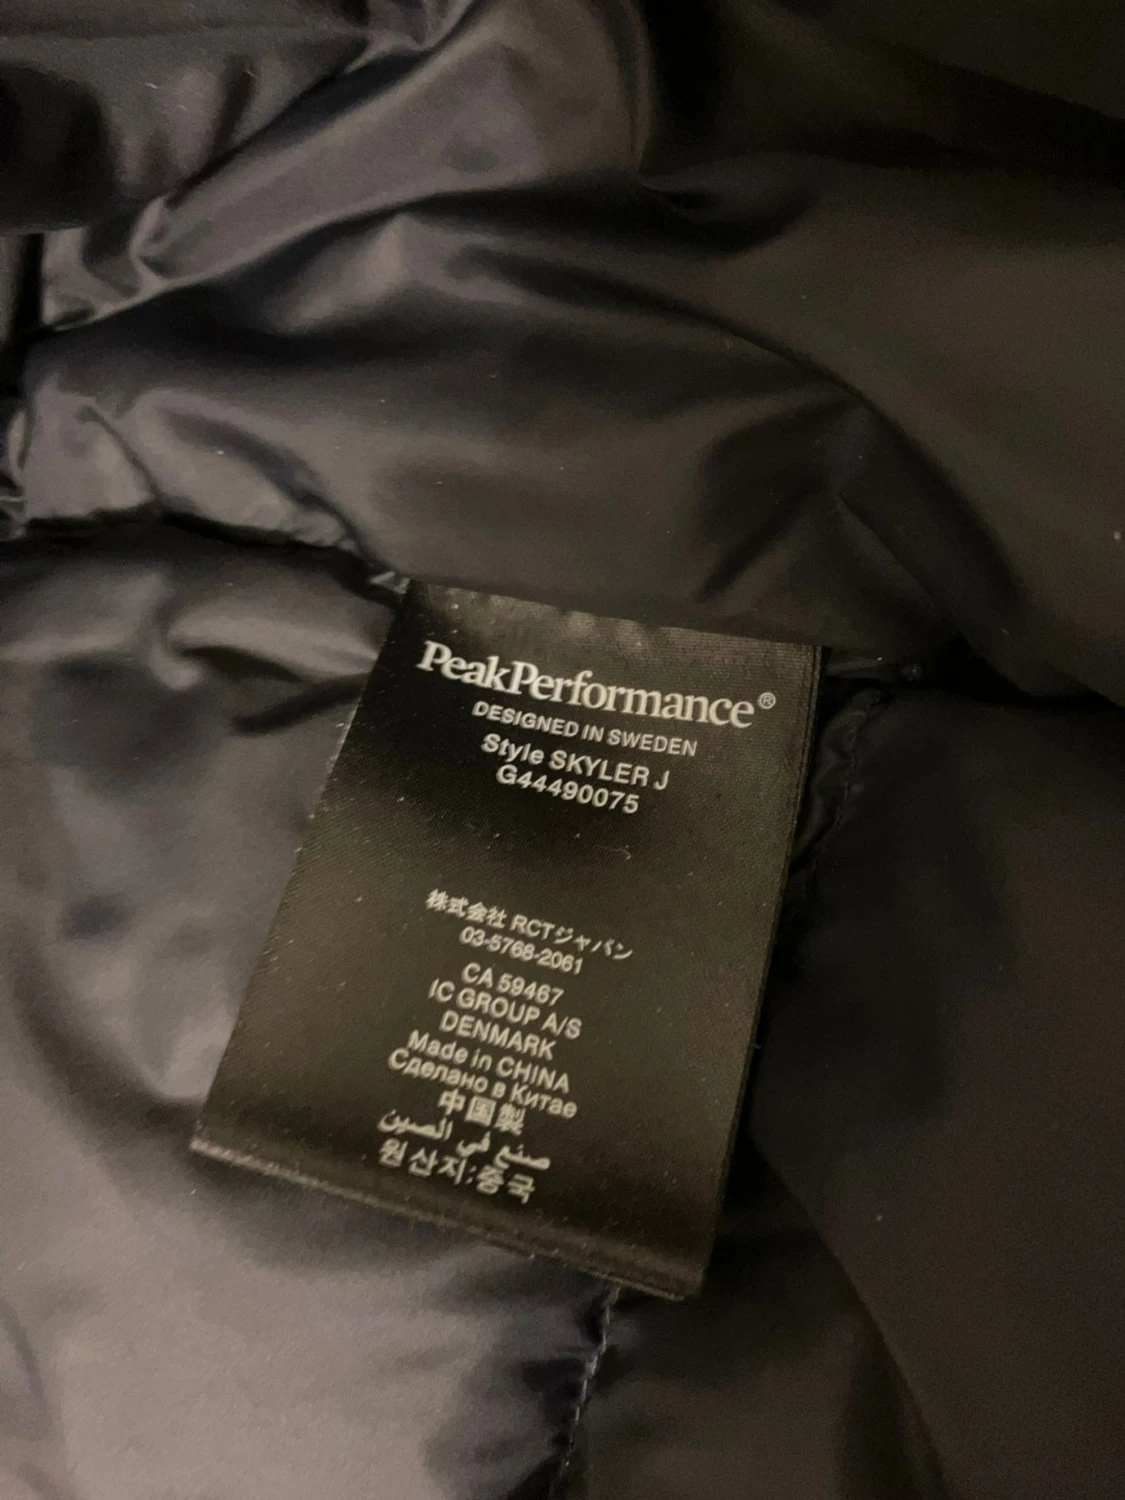 PeakPerformance®
DESIGNED IN SWEDEN
Style SKYLER J
G44490075
株式会社 RCTジャパン
03-5768-2061
CA 59467
IC GROUP A/S
DENMARK
Made in CHINA
Сделано в Китае
中国製
صنع في الصين
원산지:중국